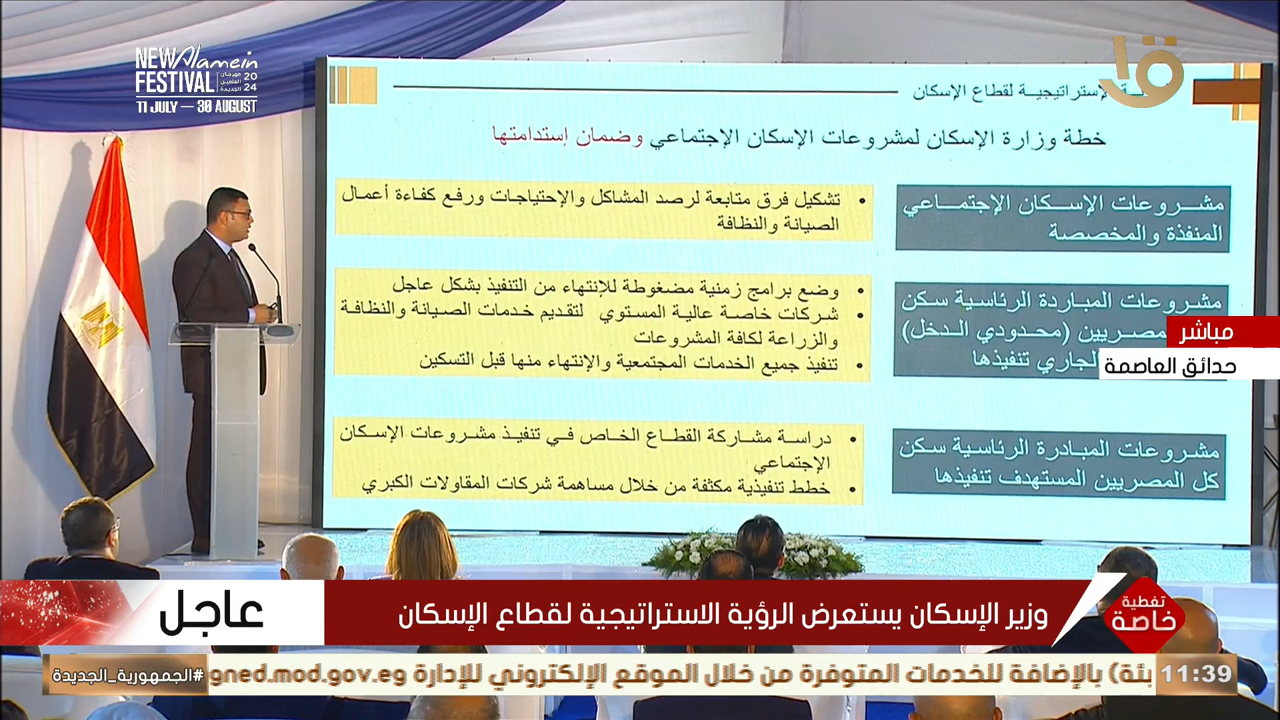 NEW Alamein
FESTIVAL
مهرجان
العلمين
الجديدة
2024
11 JULY — 30 AUGUST
الإستراتيجية لقطاع الإسكان
خطة وزارة الإسكان لمشروعات الإسكان الإجتماعي وضمان إستدامتها
مشروعات الإسكان الإجتماعي
المنفذة والمخصصة
• تشكيل فرق متابعة لرصد المشاكل والإحتياجات ورفع كفاءة أعمال
الصيانة والنظافة
مشروعات المباردة الرئاسية سكن
المصريين (محدودي الدخل)
الجاري تنفيذها
• وضع برامج زمنية مضغوطة للإنتهاء من التنفيذ بشكل عاجل
• شركات خاصة عالية المستوي لتقديم خدمات الصيانة والنظافة
والزراعة لكافة المشروعات
• تنفيذ جميع الخدمات المجتمعية والإنتهاء منها قبل التسكين
مشروعات المبادرة الرئاسية سكن
كل المصريين المستهدف تنفيذها
• دراسة مشاركة القطاع الخاص في تنفيذ مشروعات الإسكان
الإجتماعي
• خطط تنفيذية مكثفة من خلال مساهمة شركات المقاولات الكبري
مباشر
حدائق العاصمة
تغطية
خاصة
وزير الإسكان يستعرض الرؤية الاستراتيجية لقطاع الإسكان
عاجل
11:39
بئة) بالإضافة للخدمات المتوفرة من خلال الموقع الإلكتروني للإدارة gned.mod.gov.eg
#الجمهورية_الجديدة